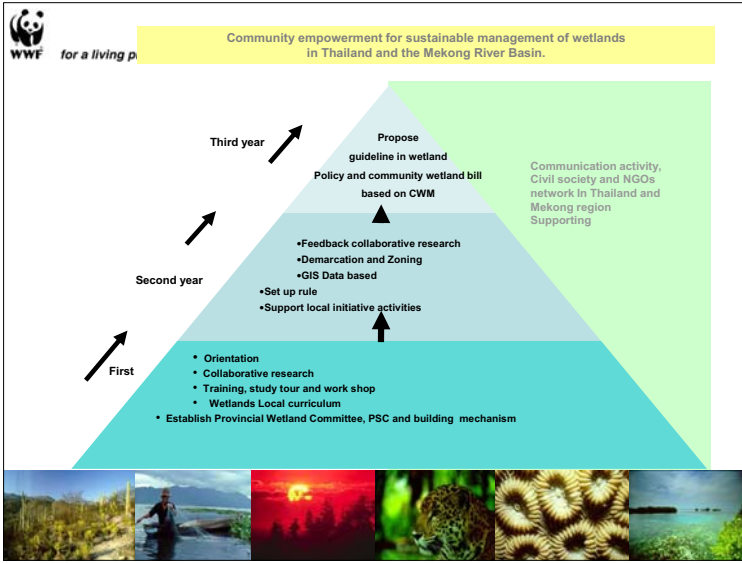 Community empowerment for sustainable management of wetlands
in Thailand and the Mekong River Basin.
WWF
for a living p
Third year
Propose
guideline in wetland
Policy and community wetland bill
based on CWM
Communication activity,
Civil society and NGOs
network In Thailand and
Mekong region
Supporting
Second year
•Feedback collaborative research
•Demarcation and Zoning
•GIS Data based
•Set up rule
•Support local initiative activities
First
• Orientation
• Collaborative research
• Training, study tour and work shop
• Wetlands Local curriculum
• Establish Provincial Wetland Committee, PSC and building mechanism